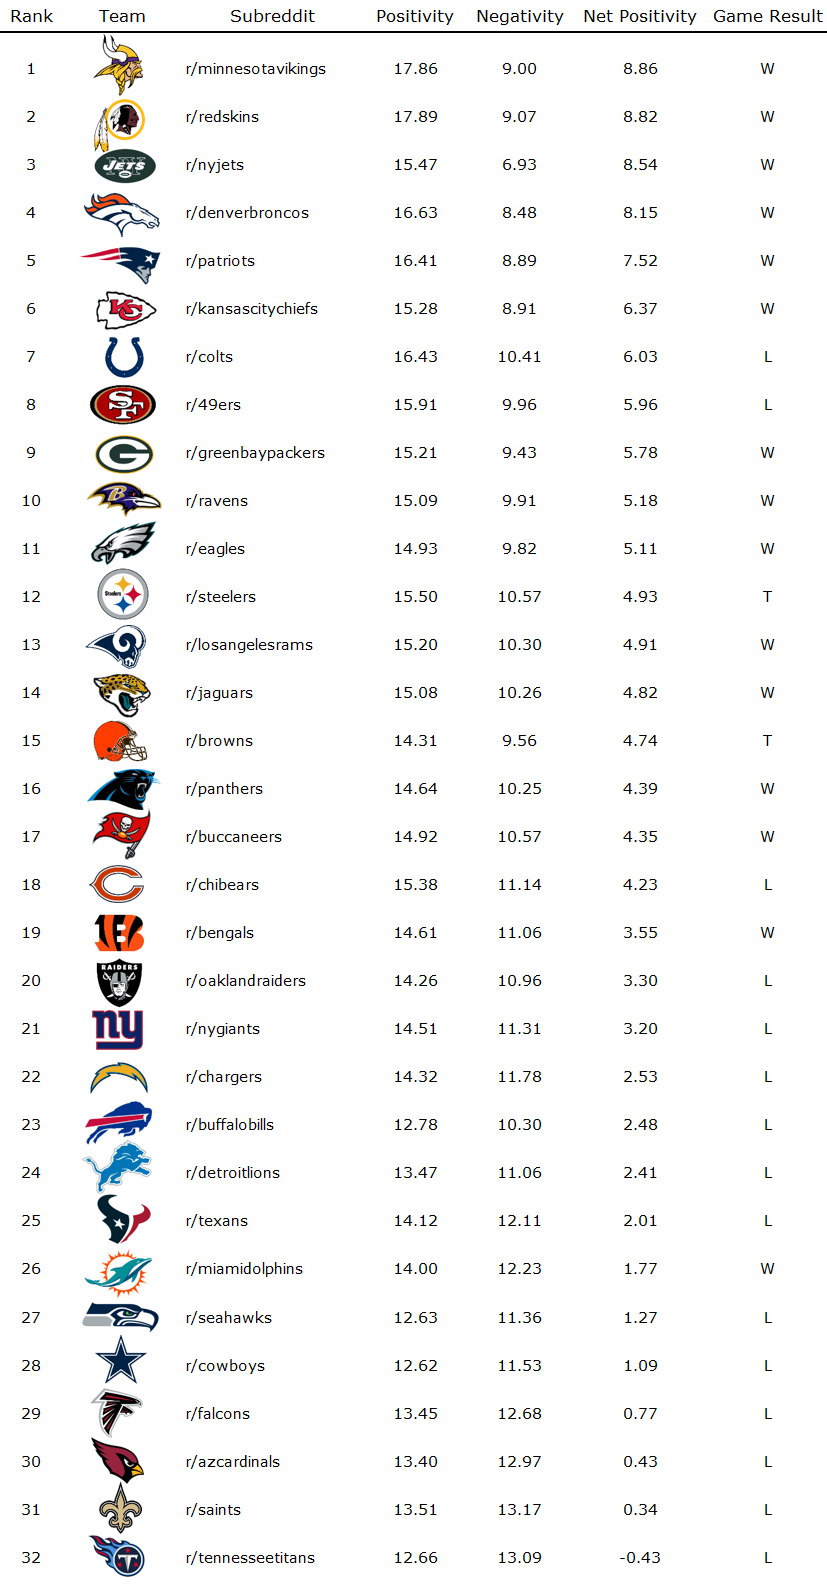 Rank Team Subreddit Positivity Negativity Net Positivity Game Result
1 r/minnesotavikings 17.86 9.00 8.86 W
2 r/redskins 17.89 9.07 8.82 W
3 NY JETS r/nyjets 15.47 6.93 8.54 W
4 r/denverbroncos 16.63 8.48 8.15 W
5 r/patriots 16.41 8.89 7.52 W
6 KC r/kansascitychiefs 15.28 8.91 6.37 W
7 r/colts 16.43 10.41 6.03 L
8 SF r/49ers 15.91 9.96 5.96 L
9 G r/greenbaypackers 15.21 9.43 5.78 W
10 B r/ravens 15.09 9.91 5.18 W
11 r/eagles 14.93 9.82 5.11 W
12 Steelers r/steelers 15.50 10.57 4.93 T
13 r/losangelesrams 15.20 10.30 4.91 W
14 r/jaguars 15.08 10.26 4.82 W
15 r/browns 14.31 9.56 4.74 T
16 r/panthers 14.64 10.25 4.39 W
17 r/buccaneers 14.92 10.57 4.35 W
18 C r/chibears 15.38 11.14 4.23 L
19 B r/bengals 14.61 11.06 3.55 W
20 RAIDERS r/oaklandraiders 14.26 10.96 3.30 L
21 ny r/nygiants 14.51 11.31 3.20 L
22 r/chargers 14.32 11.78 2.53 L
23 r/buffalobills 12.78 10.30 2.48 L
24 r/detroitlions 13.47 11.06 2.41 L
25 r/texans 14.12 12.11 2.01 L
26 r/miamidolphins 14.00 12.23 1.77 W
27 r/seahawks 12.63 11.36 1.27 L
28 r/cowboys 12.62 11.53 1.09 L
29 r/falcons 13.45 12.68 0.77 L
30 r/azcardinals 13.40 12.97 0.43 L
31 r/saints 13.51 13.17 0.34 L
32 T r/tennesseetitans 12.66 13.09 -0.43 L